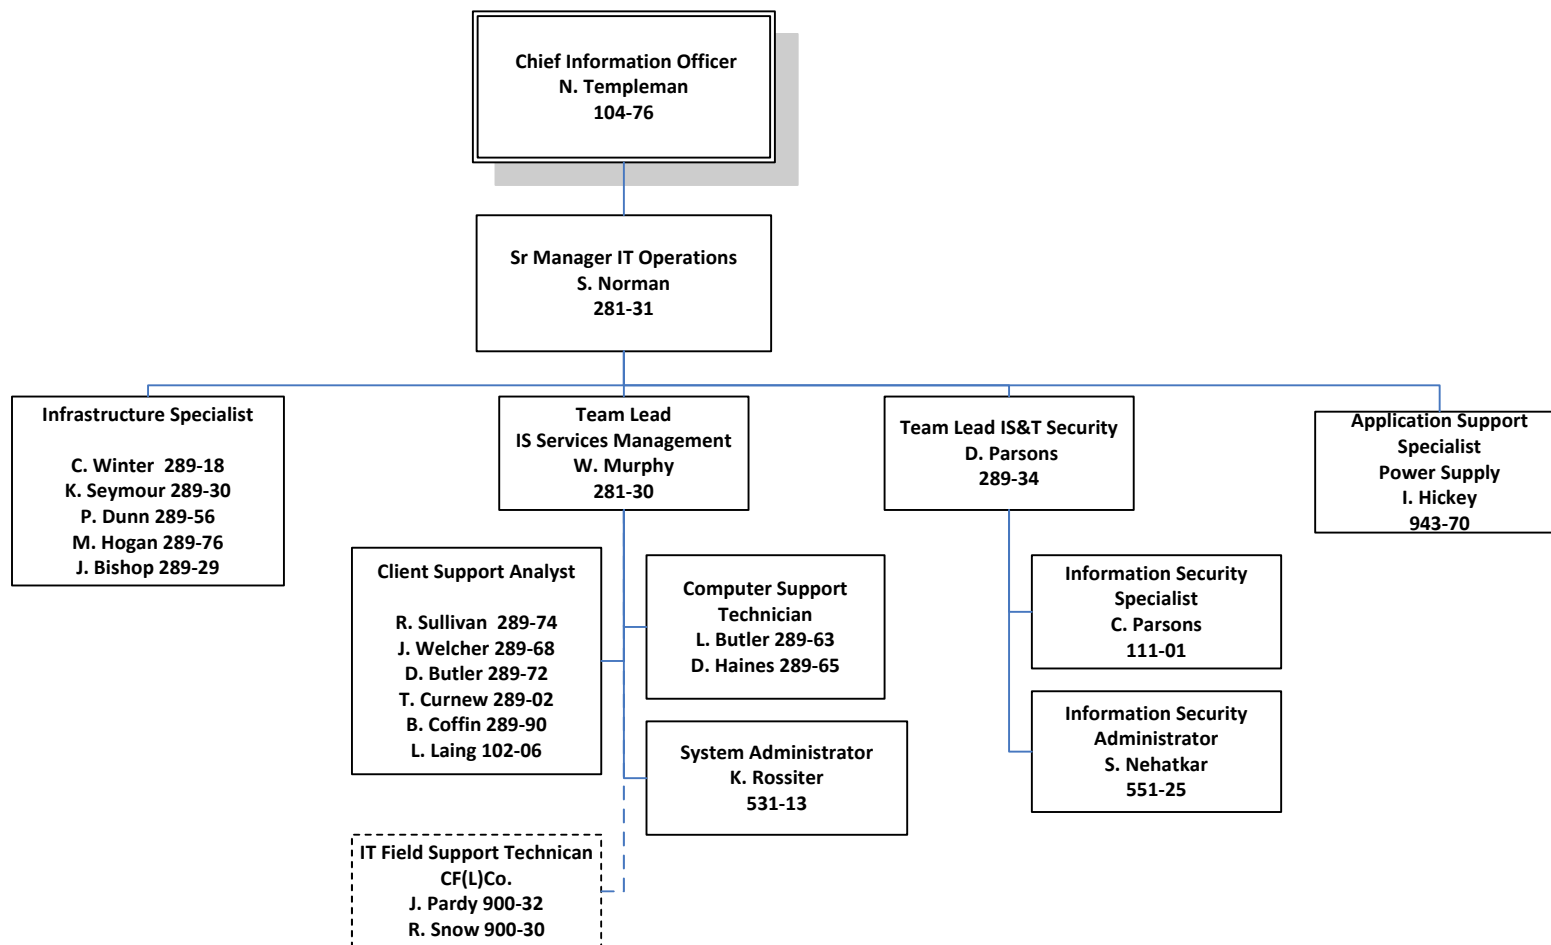 Chief Information Officer
N. Templeman
104-76
Sr Manager IT Operations
S. Norman
281-31
Infrastructure Specialist
C. Winter 289-18
K. Seymour 289-30
P. Dunn 289-56
M. Hogan 289-76
J. Bishop 289-29
Team Lead
IS Services Management
W. Murphy
281-30
Team Lead IS&T Security
D. Parsons
289-34
Application Support
Specialist
Power Supply
I. Hickey
943-70
Client Support Analyst
R. Sullivan 289-74
J. Welcher 289-68
D. Butler 289-72
T. Curnew 289-02
B. Coffin 289-90
L. Laing 102-06
Computer Support
Technician
L. Butler 289-63
D. Haines 289-65
System Administrator
K. Rossiter
531-13
Information Security
Specialist
C. Parsons
111-01
Information Security
Administrator
S. Nehatkar
551-25
IT Field Support Technican
CF(L)Co.
J. Pardy 900-32
R. Snow 900-30